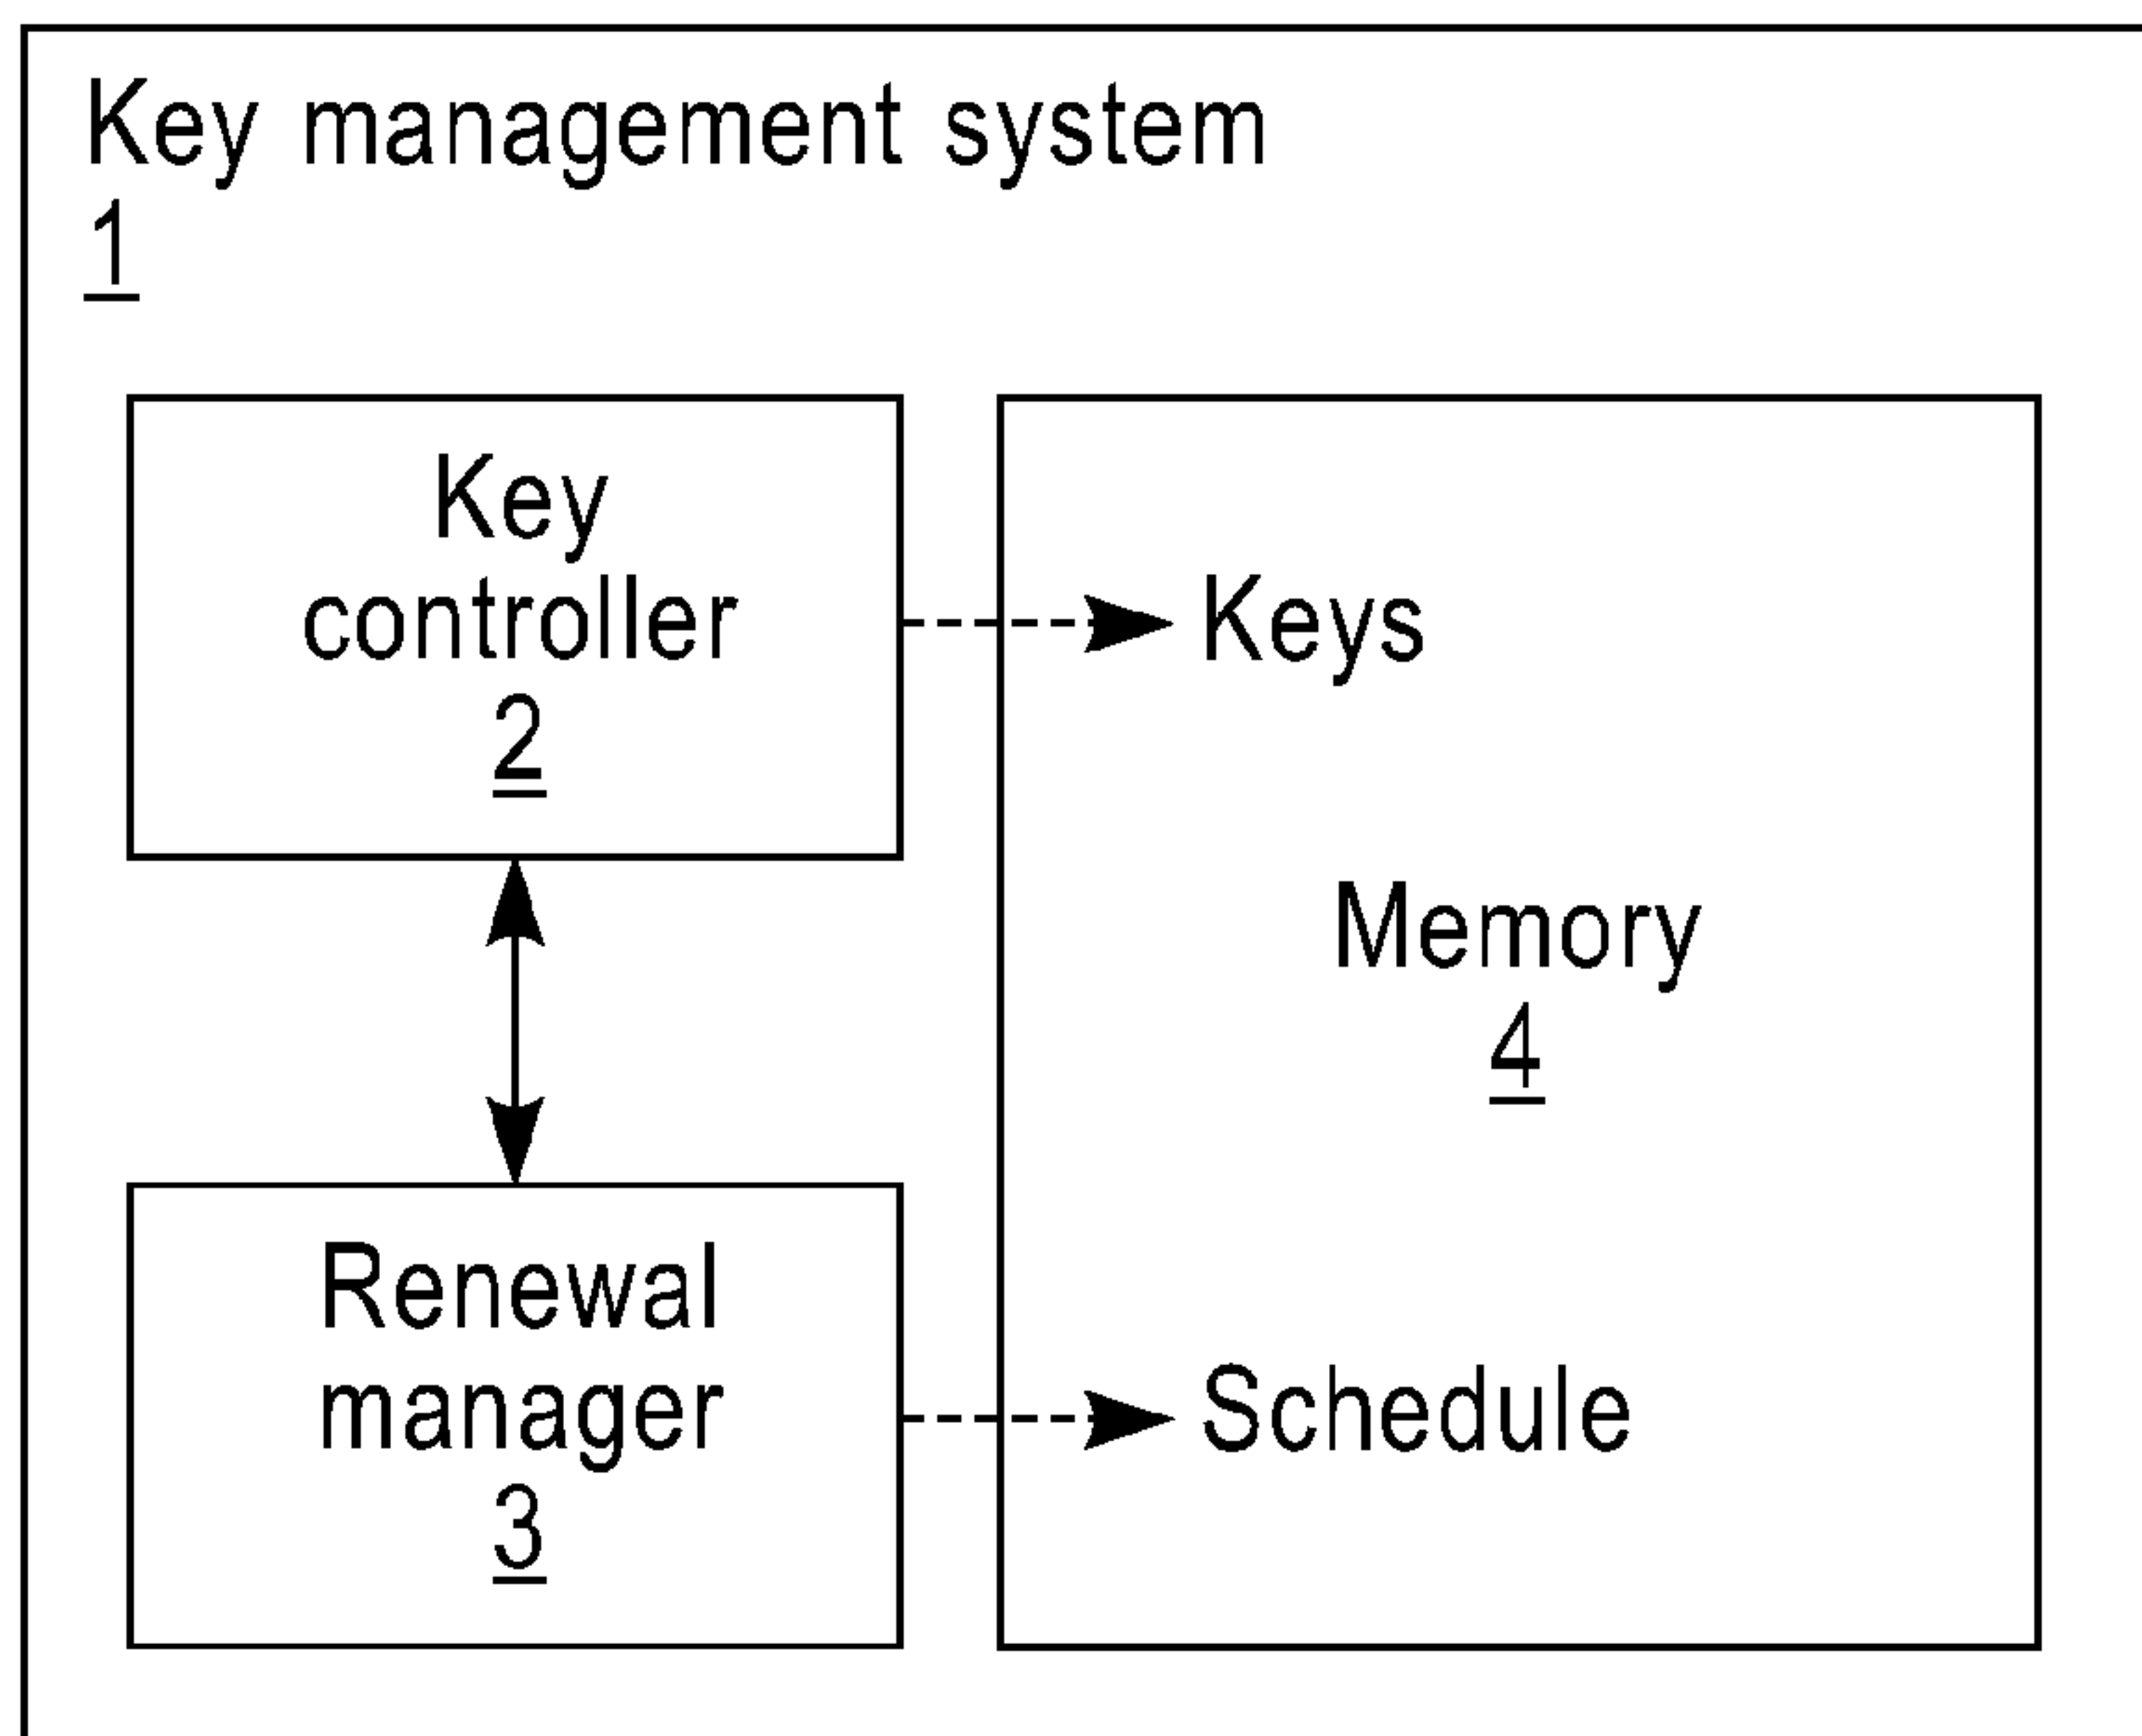 Key management system
1
Key
controller
2
Keys
Memory
4
Renewal
manager
3
Schedule